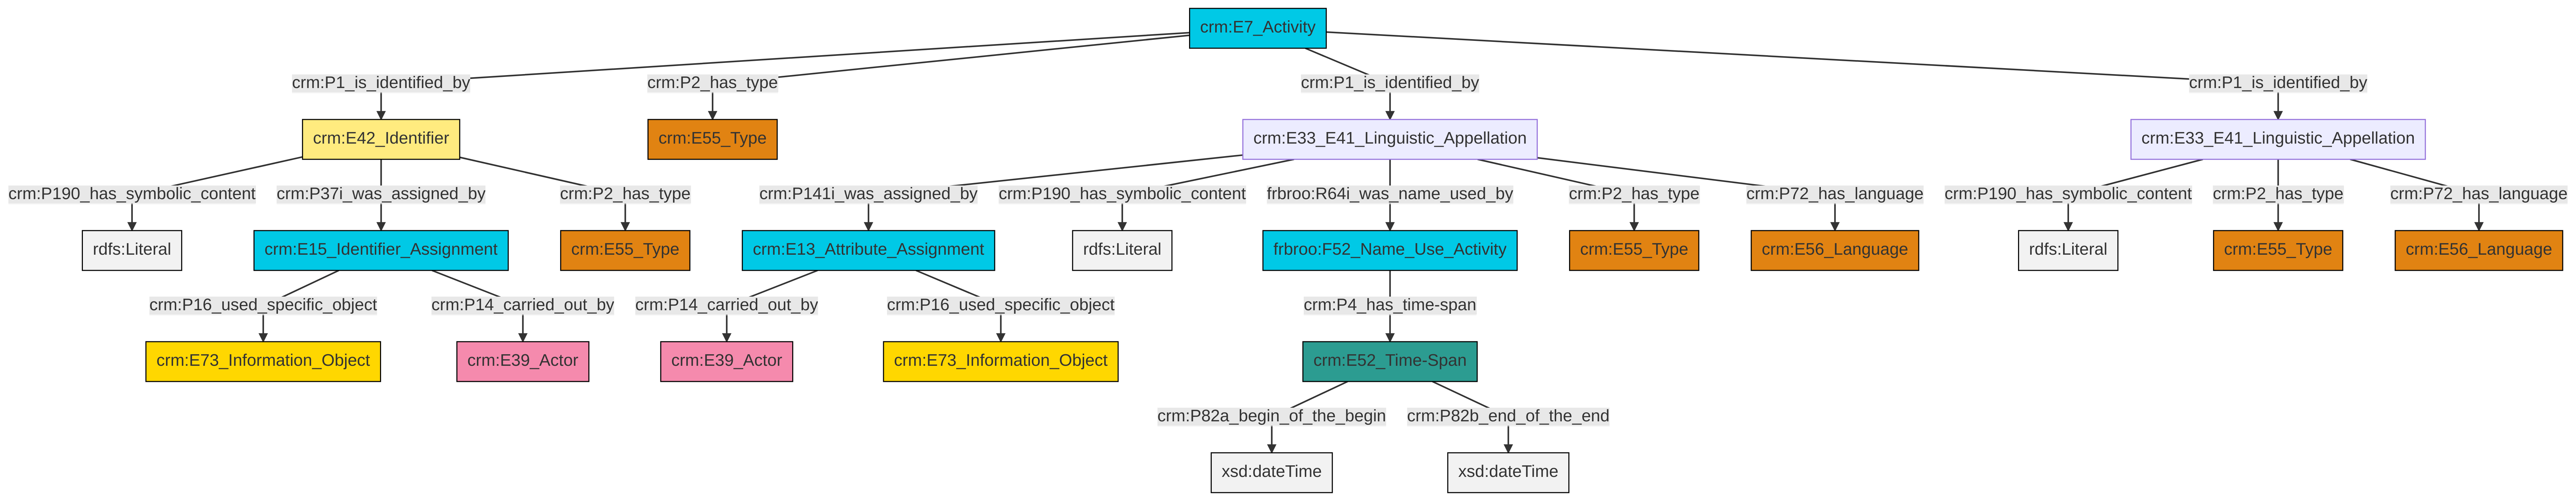 crm:E7_Activity
crm:P1_is_identified_by
crm:P2_has_type
crm:P1_is_identified_by
crm:P1_is_identified_by
crm:E42_Identifier
crm:E55_Type
crm:E33_E41_Linguistic_Appellation
crm:E33_E41_Linguistic_Appellation
crm:P190_has_symbolic_content
crm:P37i_was_assigned_by
crm:P2_has_type
crm:P141i_was_assigned_by
crm:P190_has_symbolic_content
frbroo:R64i_was_name_used_by
crm:P2_has_type
crm:P72_has_language
crm:P190_has_symbolic_content
crm:P2_has_type
crm:P72_has_language
rdfs:Literal
crm:E15_Identifier_Assignment
crm:E55_Type
crm:E13_Attribute_Assignment
rdfs:Literal
frbroo:F52_Name_Use_Activity
crm:E55_Type
crm:E56_Language
rdfs:Literal
crm:E55_Type
crm:E56_Language
crm:P16_used_specific_object
crm:P14_carried_out_by
crm:P14_carried_out_by
crm:P16_used_specific_object
crm:P4_has_time-span
crm:E73_Information_Object
crm:E39_Actor
crm:E39_Actor
crm:E73_Information_Object
crm:E52_Time-Span
crm:P82a_begin_of_the_begin
crm:P82b_end_of_the_end
xsd:dateTime
xsd:dateTime